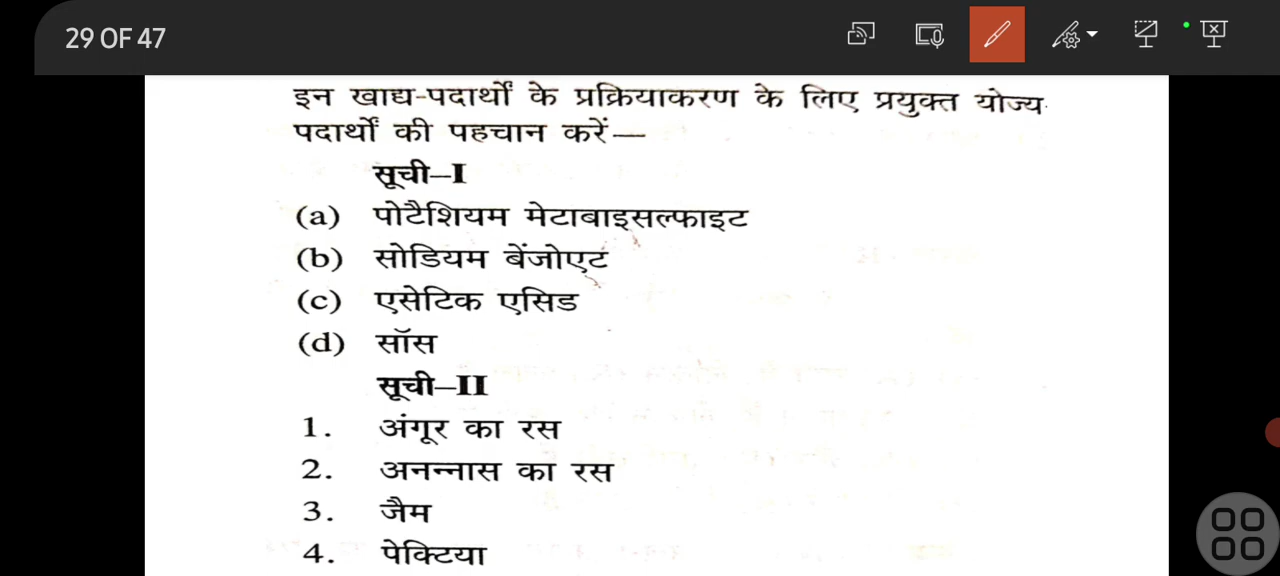 29 OF 47
इन खाद्य-पदार्थों के प्रक्रियाकरण के लिए प्रयुक्त योज्य
पदार्थों की पहचान करें—
सूची–I
(a) पोटैशियम मेटाबाइसल्फाइट
(b) सोडियम बेंजोएट
(c) एसेटिक एसिड
(d) सॉस
सूची–II
1. अंगूर का रस
2. अनन्नास का रस
3. जैम
4. पेक्टिया